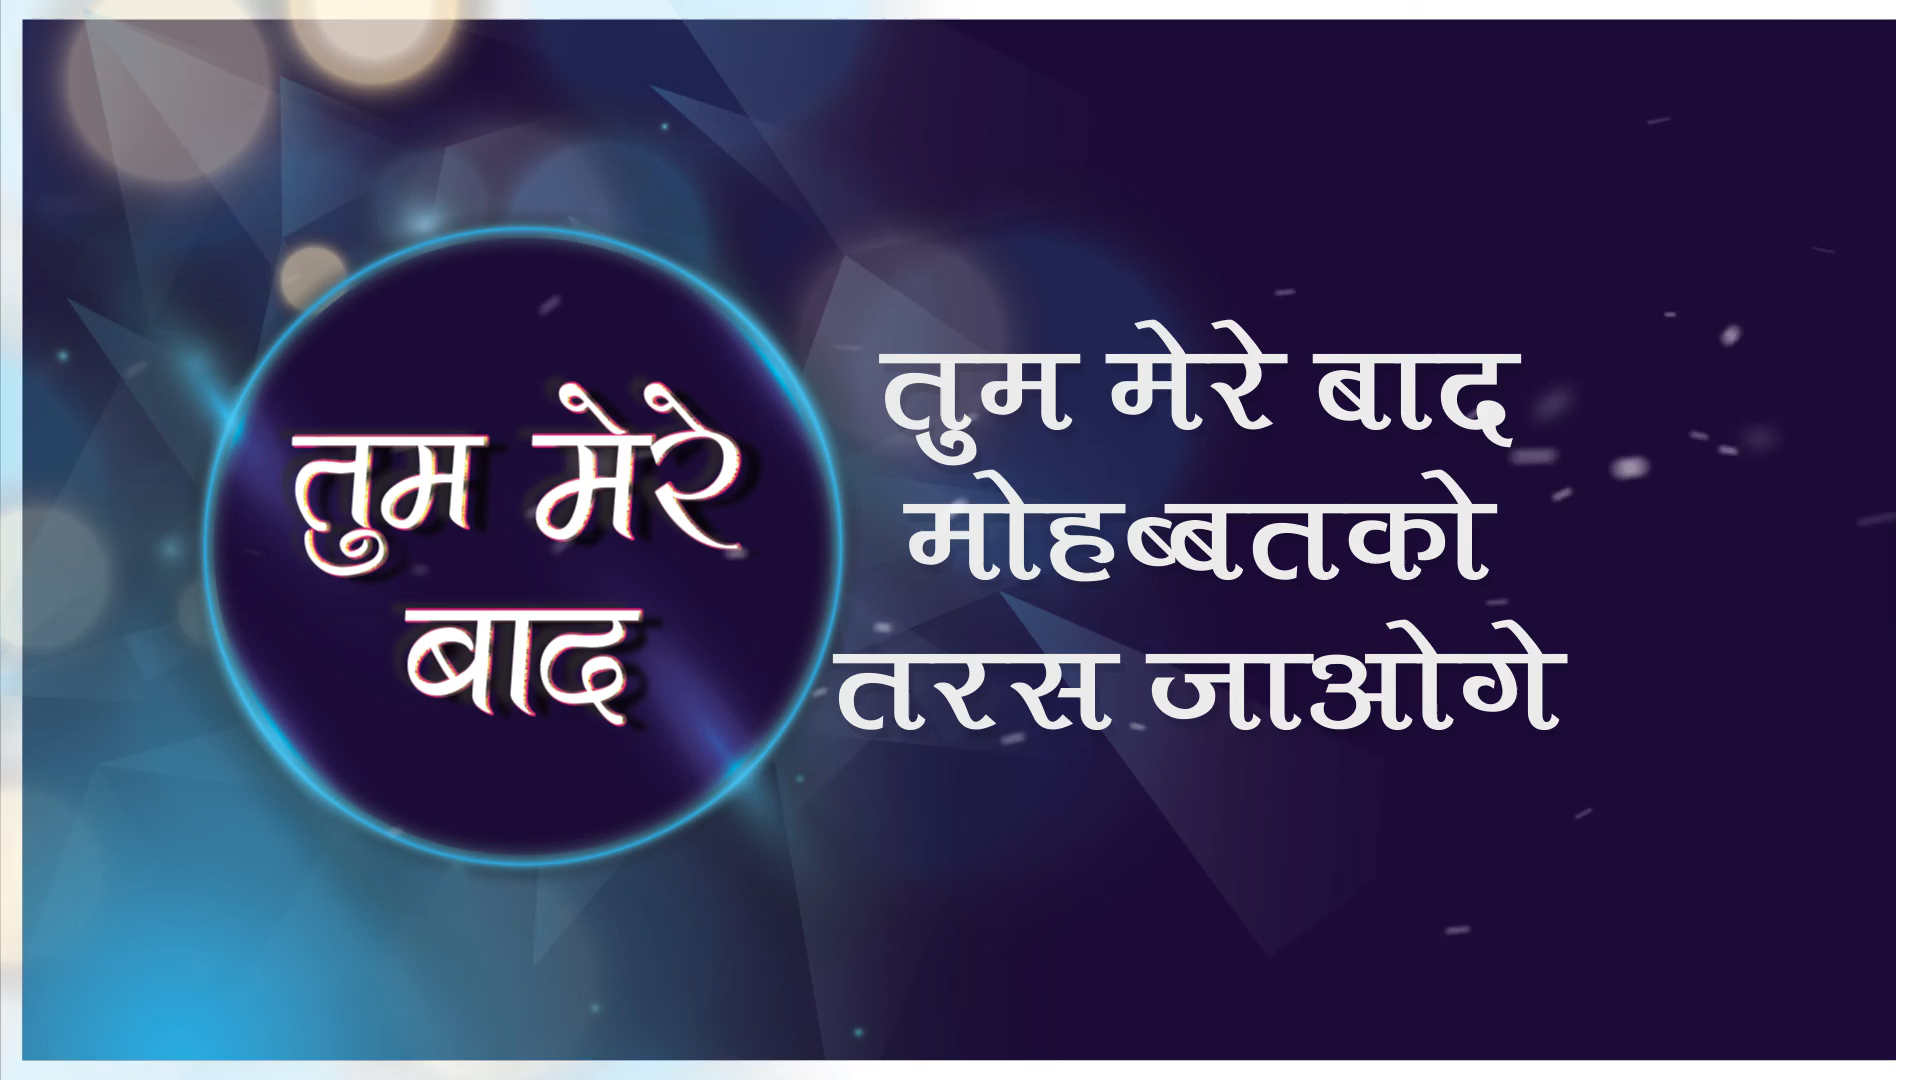 तुम मेरे
बाद
तुम मेरे बाद
मोहब्बतको
तरस जाओगे